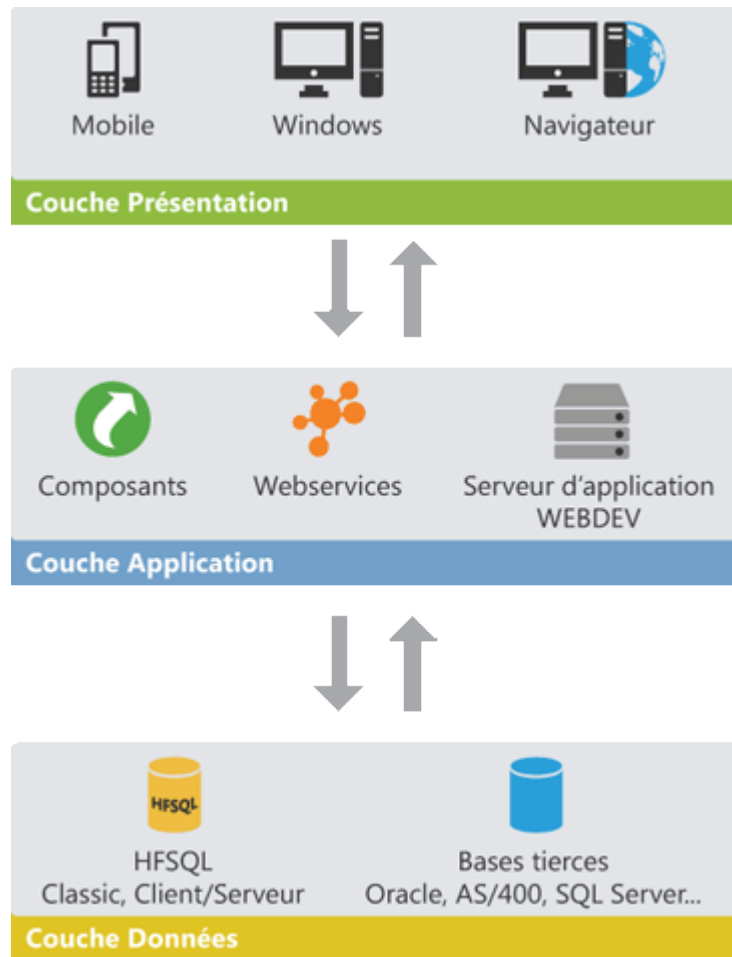 Mobile
Windows
Navigateur
Couche Présentation
Composants
Webservices
Serveur d'application
WEBDEV
Couche Application
HFSQL
HFSQL
Classic, Client/Serveur
Bases tierces
Oracle, AS/400, SQL Server...
Couche Données